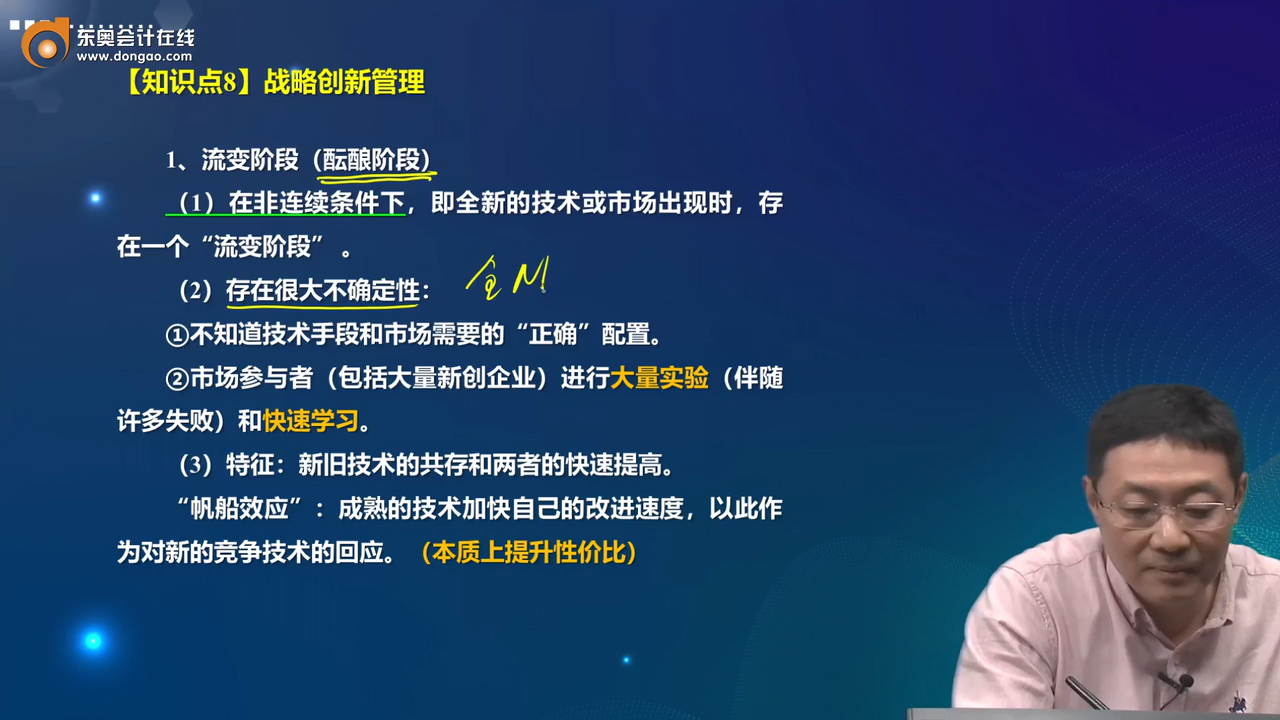 东奥会计在线
www.dongao.com
【知识点8】战略创新管理
1、流变阶段（酝酿阶段）
（1）在非连续条件下，即全新的技术或市场出现时，存
在一个“流变阶段”。
（2）存在很大不确定性：
①不知道技术手段和市场需要的“正确”配置。
②市场参与者（包括大量新创企业）进行大量实验（伴随
许多失败）和快速学习。
（3）特征：新旧技术的共存和两者的快速提高。
“帆船效应”：成熟的技术加快自己的改进速度，以此作
为对新的竞争技术的回应。（本质上提升性价比）